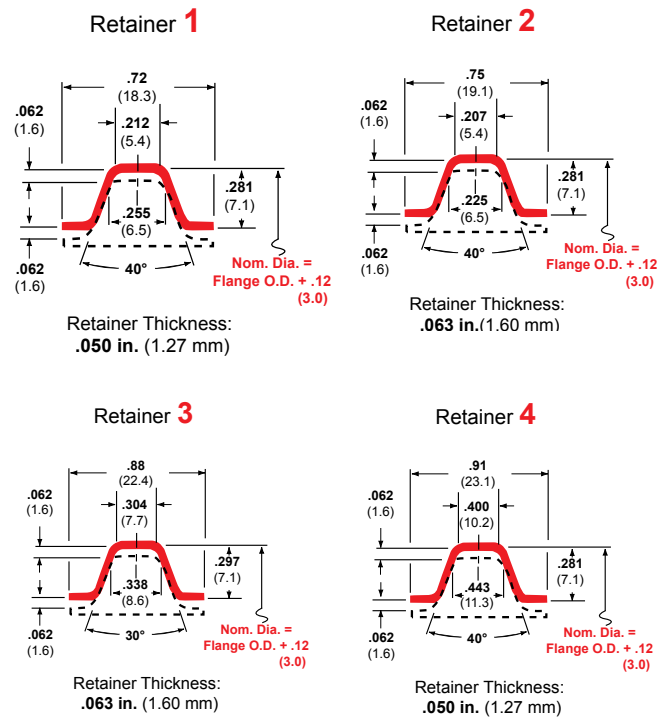 Retainer 1
.72
(18.3)
.062
(1.6)
.212
(5.4)
.281
(7.1)
.255
(6.5)
.062
(1.6)
40°
Nom. Dia. =
Flange O.D. + .12
(3.0)
Retainer Thickness:
.050 in. (1.27 mm)
Retainer 2
.75
(19.1)
.062
(1.6)
.207
(5.4)
.281
(7.1)
.225
(6.5)
.062
(1.6)
40°
Nom. Dia. =
Flange O.D. + .12
(3.0)
Retainer Thickness:
.063 in.(1.60 mm)
Retainer 3
.88
(22.4)
.062
(1.6)
.304
(7.7)
.297
(7.1)
.338
(8.6)
.062
(1.6)
30°
Nom. Dia. =
Flange O.D. + .12
(3.0)
Retainer Thickness:
.063 in. (1.60 mm)
Retainer 4
.91
(23.1)
.062
(1.6)
.400
(10.2)
.281
(7.1)
.443
(11.3)
.062
(1.6)
40°
Nom. Dia. =
Flange O.D. + .12
(3.0)
Retainer Thickness:
.050 in. (1.27 mm)